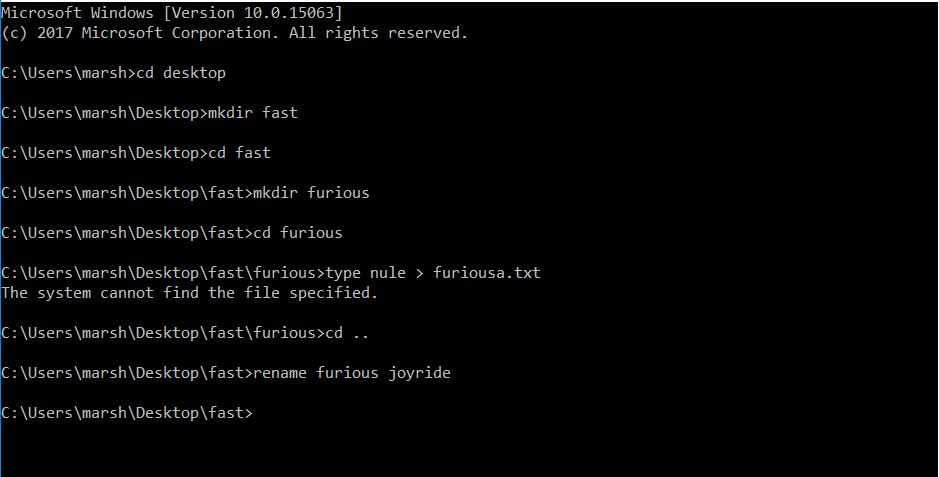 Microsoft Windows [Version 10.0.15063]
(c) 2017 Microsoft Corporation. All rights reserved.
C:\Users\marsh>cd desktop
C:\Users\marsh\Desktop>mkdir fast
C:\Users\marsh\Desktop>cd fast
C:\Users\marsh\Desktop\fast>mkdir furious
C:\Users\marsh\Desktop\fast>cd furious
C:\Users\marsh\Desktop\fast\furious>type nule > furiousa.txt
The system cannot find the file specified.
C:\Users\marsh\Desktop\fast\furious>cd ..
C:\Users\marsh\Desktop\fast>rename furious joyride
C:\Users\marsh\Desktop\fast>